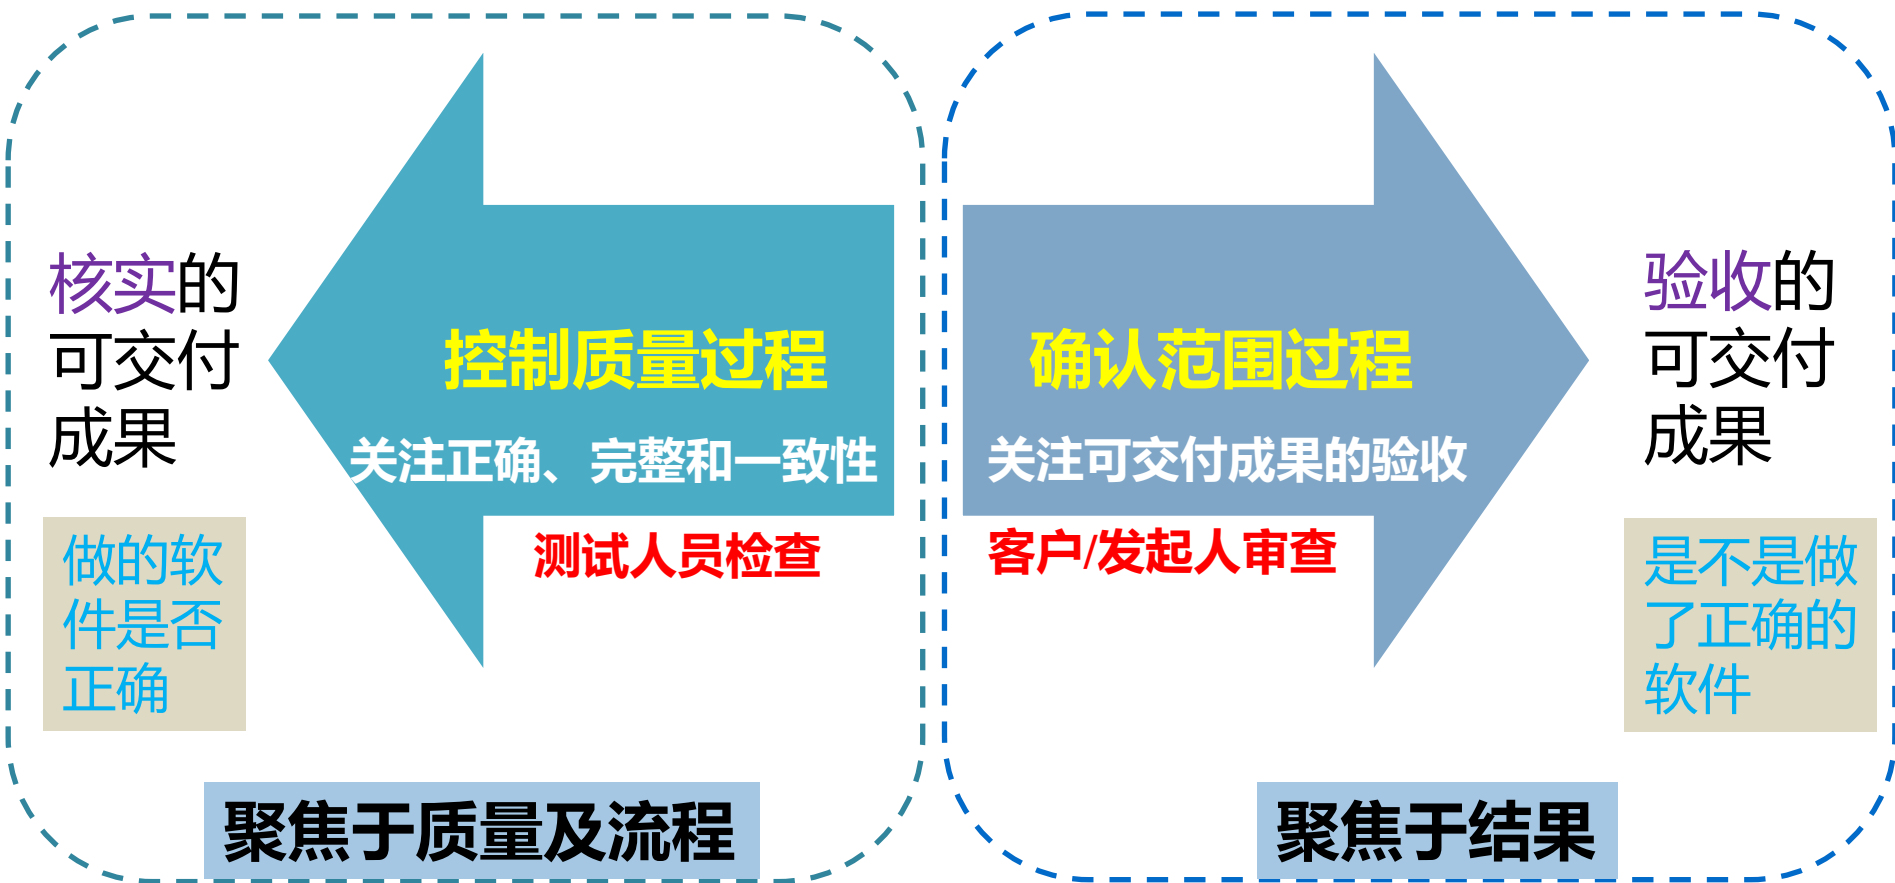 核实的
可交付
成果
控制质量过程
关注正确、完整和一致性
测试人员检查
做的软
件是否
正确
聚焦于质量及流程
确认范围过程
关注可交付成果的验收
客户/发起人审查
验收的
可交付
成果
是不是做
了正确的
软件
聚焦于结果